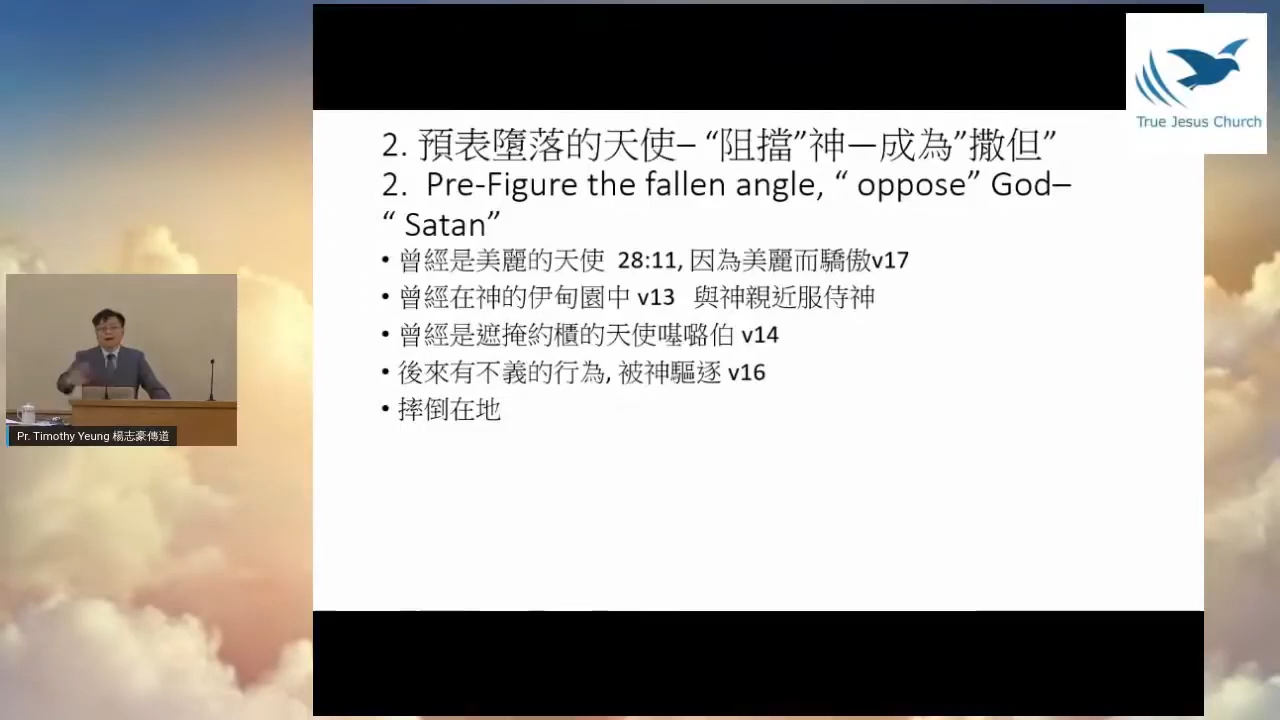 True Jesus Church
2. 預表墮落的天使– “阻擋”神—成為”撒但”
2. Pre-Figure the fallen angle, “ oppose” God–
“ Satan”
• 曾經是美麗的天使 28:11, 因為美麗而驕傲v17
• 曾經在神的伊甸園中 v13 與神親近服侍神
• 曾經是遮掩約櫃的天使𠼻𡀔伯 v14
• 後來有不義的行為, 被神驅逐 v16
• 摔倒在地
Pr. Timothy Yeung 楊志豪傳道